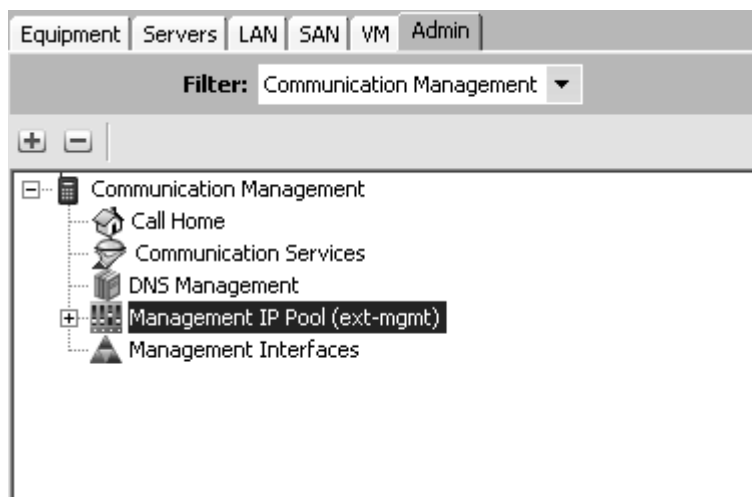 Equipment Servers LAN SAN VM Admin
Filter: Communication Management
Communication Management
Call Home
Communication Services
DNS Management
Management IP Pool (ext-mgmt)
Management Interfaces